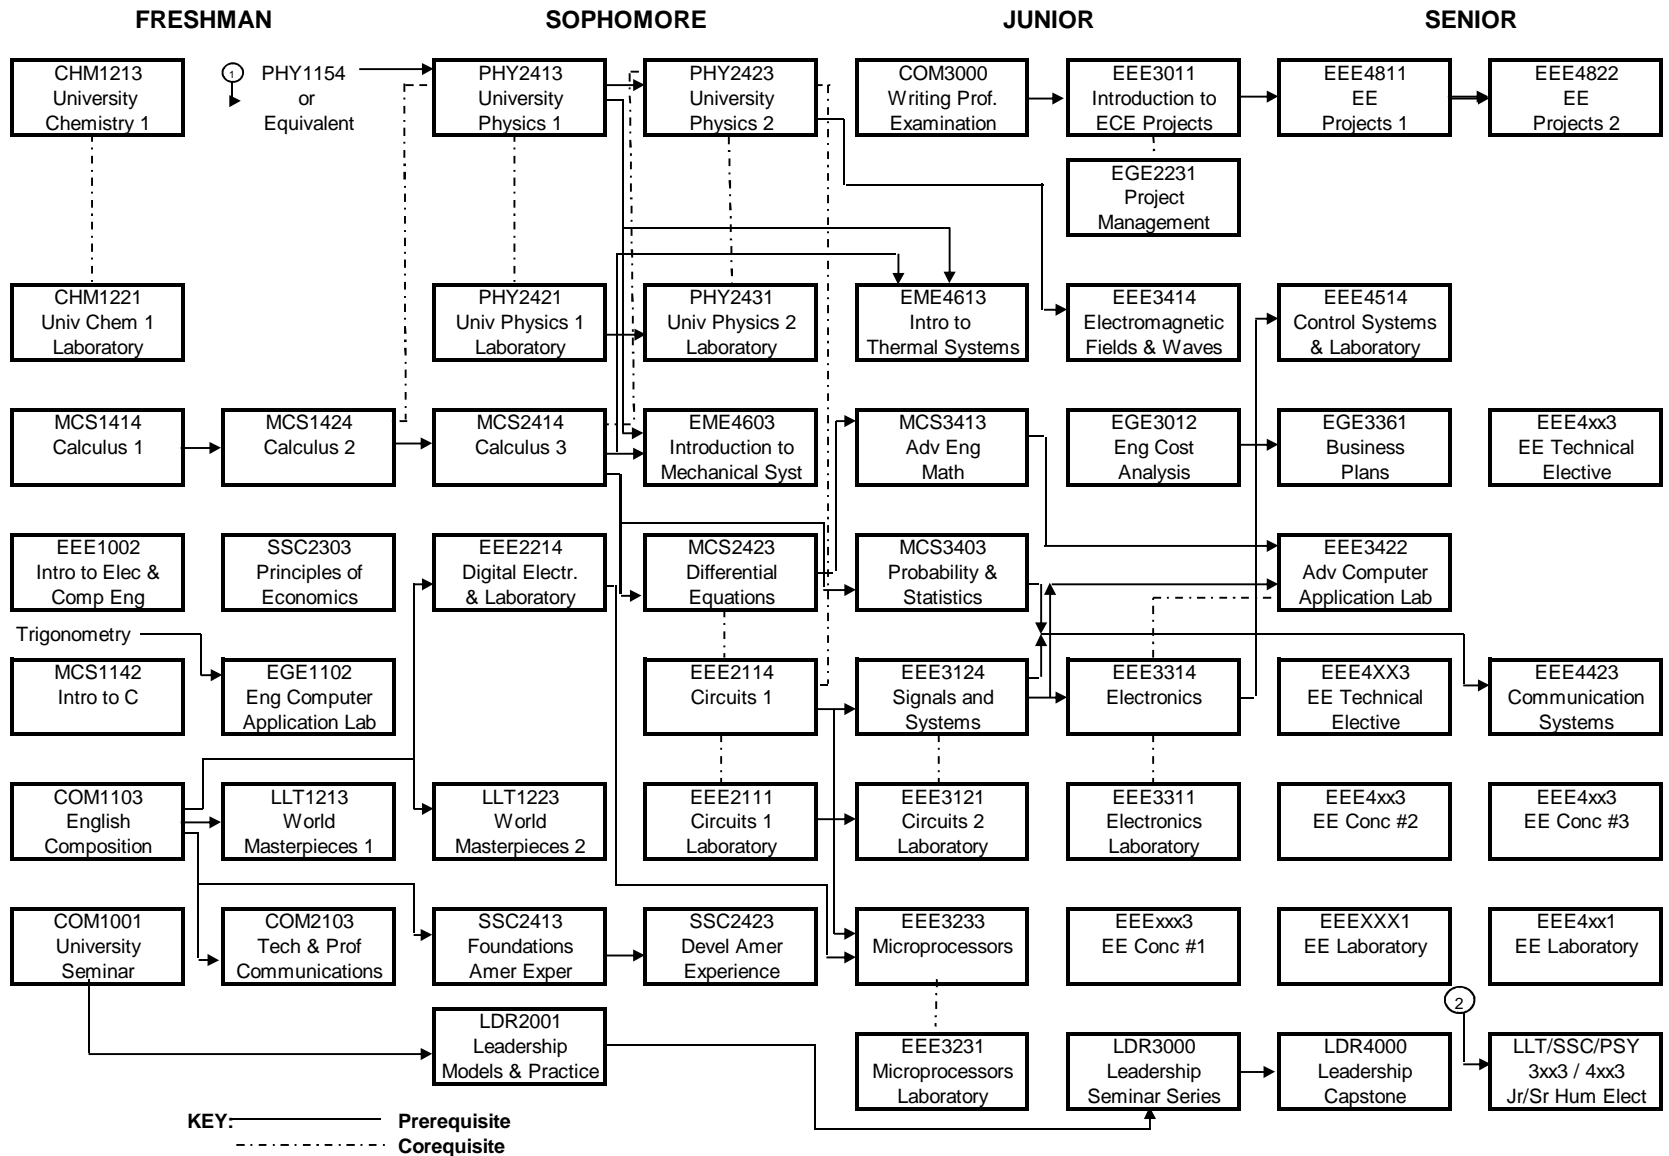 FRESHMAN
SOPHOMORE
JUNIOR
SENIOR
CHM1213
University
Chemistry 1
1
PHY1154
or
Equivalent
PHY2413
University
Physics 1
PHY2423
University
Physics 2
COM3000
Writing Prof.
Examination
EEE3011
Introduction to
ECE Projects
EEE4811
EE
Projects 1
EEE4822
EE
Projects 2
EGE2231
Project
Management
CHM1221
Univ Chem 1
Laboratory
PHY2421
Univ Physics 1
Laboratory
PHY2431
Univ Physics 2
Laboratory
EME4613
Intro to
Thermal Systems
EEE3414
Electromagnetic
Fields & Waves
EEE4514
Control Systems
& Laboratory
MCS1414
Calculus 1
MCS1424
Calculus 2
MCS2414
Calculus 3
EME4603
Introduction to
Mechanical Syst
MCS3413
Adv Eng
Math
EGE3012
Eng Cost
Analysis
EGE3361
Business
Plans
EEE4xx3
EE Technical
Elective
EEE1002
Intro to Elec &
Comp Eng
SSC2303
Principles of
Economics
EEE2214
Digital Electr.
& Laboratory
MCS2423
Differential
Equations
MCS3403
Probability &
Statistics
EEE3422
Adv Computer
Application Lab
Trigonometry
MCS1142
Intro to C
EGE1102
Eng Computer
Application Lab
EEE2114
Circuits 1
EEE3124
Signals and
Systems
EEE3314
Electronics
EEE4XX3
EE Technical
Elective
EEE4423
Communication
Systems
COM1103
English
Composition
LLT1213
World
Masterpieces 1
LLT1223
World
Masterpieces 2
EEE2111
Circuits 1
Laboratory
EEE3121
Circuits 2
Laboratory
EEE3311
Electronics
Laboratory
EEE4xx3
EE Conc #2
EEE4xx3
EE Conc #3
COM1001
University
Seminar
COM2103
Tech & Prof
Communications
SSC2413
Foundations
Amer Exper
SSC2423
Devel Amer
Experience
EEE3233
Microprocessors
EEExxx3
EE Conc #1
EEEXXX1
EE Laboratory
EEE4xx1
EE Laboratory
2
LDR2001
Leadership
Models & Practice
EEE3231
Microprocessors
Laboratory
LDR3000
Leadership
Seminar Series
LDR4000
Leadership
Capstone
LLT/SSC/PSY
3xx3 / 4xx3
Jr/Sr Hum Elect
KEY:
Prerequisite
Corequisite